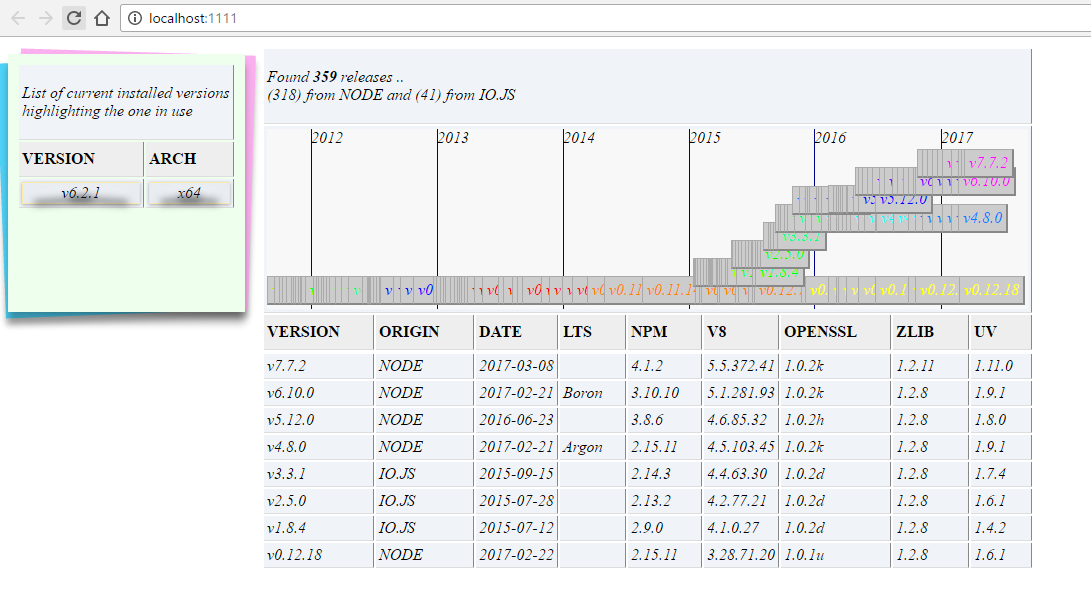 localhost:1111
List of current installed versions
highlighting the one in use
VERSION ARCH
v6.2.1 x64
Found 359 releases ..
(318) from NODE and (41) from IO.JS
2012 2013 2014 2015 2016 2017
v7.7.2
v6.10.0
v5.12.0
v4.8.0
v3.3.1
v2.5.0
v1.8.4
v0.12.18
VERSION ORIGIN DATE LTS NPM V8 OPENSSL ZLIB UV
v7.7.2 NODE 2017-03-08 4.1.2 5.5.372.41 1.0.2k 1.2.11 1.11.0
v6.10.0 NODE 2017-02-21 Boron 3.10.10 5.1.281.93 1.0.2k 1.2.8 1.9.1
v5.12.0 NODE 2016-06-23 3.8.6 4.6.85.32 1.0.2h 1.2.8 1.8.0
v4.8.0 NODE 2017-02-21 Argon 2.15.11 4.5.103.45 1.0.2k 1.2.8 1.9.1
v3.3.1 IO.JS 2015-09-15 2.14.3 4.4.63.30 1.0.2d 1.2.8 1.7.4
v2.5.0 IO.JS 2015-07-28 2.13.2 4.2.77.21 1.0.2d 1.2.8 1.6.1
v1.8.4 IO.JS 2015-07-12 2.9.0 4.1.0.27 1.0.2d 1.2.8 1.4.2
v0.12.18 NODE 2017-02-22 2.15.11 3.28.71.20 1.0.1u 1.2.8 1.6.1